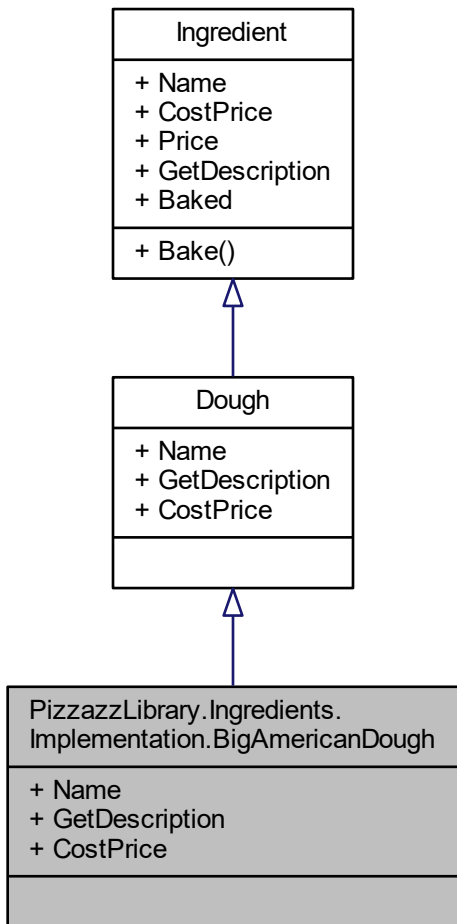 Ingredient
+ Name
+ CostPrice
+ Price
+ GetDescription
+ Baked
+ Bake()
Dough
+ Name
+ GetDescription
+ CostPrice
PizzazzLibrary.Ingredients.
Implementation.BigAmericanDough
+ Name
+ GetDescription
+ CostPrice